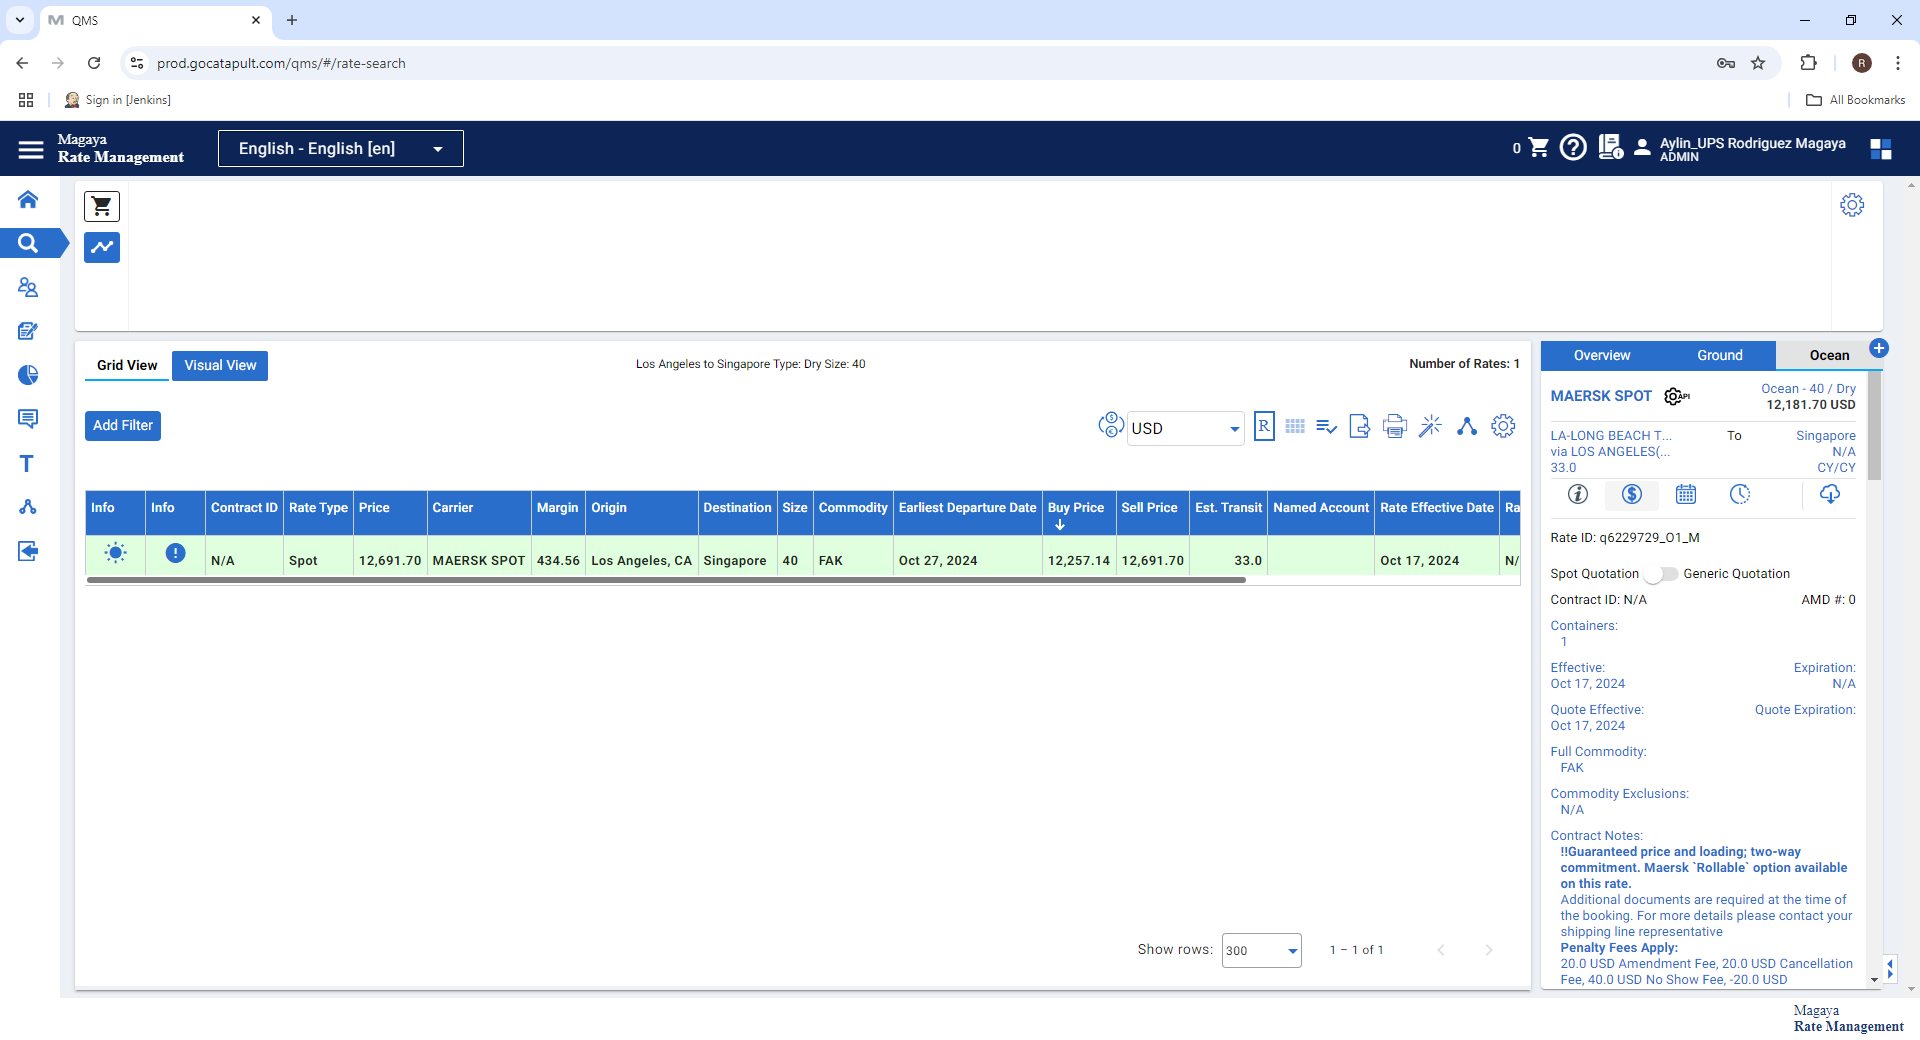 QMS
prod.gocatapult.com/qms/#/rate-search
R
Sign in [Jenkins]
All Bookmarks
Magaya
Rate Management
English - English [en]
0
Aylin_UPS Rodriguez Magaya
ADMIN
Grid View
Visual View
Los Angeles to Singapore Type: Dry Size: 40
Number of Rates: 1
Add Filter
USD
R
Info Info Contract ID Rate Type Price Carrier Margin Origin Destination Size Commodity Earliest Departure Date Buy Price Sell Price Est. Transit Named Account Rate Effective Date Ra
N/A Spot 12,691.70 MAERSK SPOT 434.56 Los Angeles, CA Singapore 40 FAK Oct 27, 2024 12,257.14 12,691.70 33.0 Oct 17, 2024 N/
Show rows: 300 1 – 1 of 1
Overview Ground Ocean
MAERSK SPOT API Ocean - 40 / Dry
12,181.70 USD
LA-LONG BEACH T... To Singapore
via LOS ANGELES(... N/A
33.0 CY/CY
Rate ID: q6229729_O1_M
Spot Quotation Generic Quotation
Contract ID: N/A AMD #: 0
Containers:
1
Effective: Expiration:
Oct 17, 2024 N/A
Quote Effective: Quote Expiration:
Oct 17, 2024
Full Commodity:
FAK
Commodity Exclusions:
N/A
Contract Notes:
!!Guaranteed price and loading; two-way
commitment. Maersk `Rollable` option available
on this rate.
Additional documents are required at the time of
the booking. For more details please contact your
shipping line representative
Penalty Fees Apply:
20.0 USD Amendment Fee, 20.0 USD Cancellation
Fee, 40.0 USD No Show Fee, -20.0 USD
Magaya
Rate Management